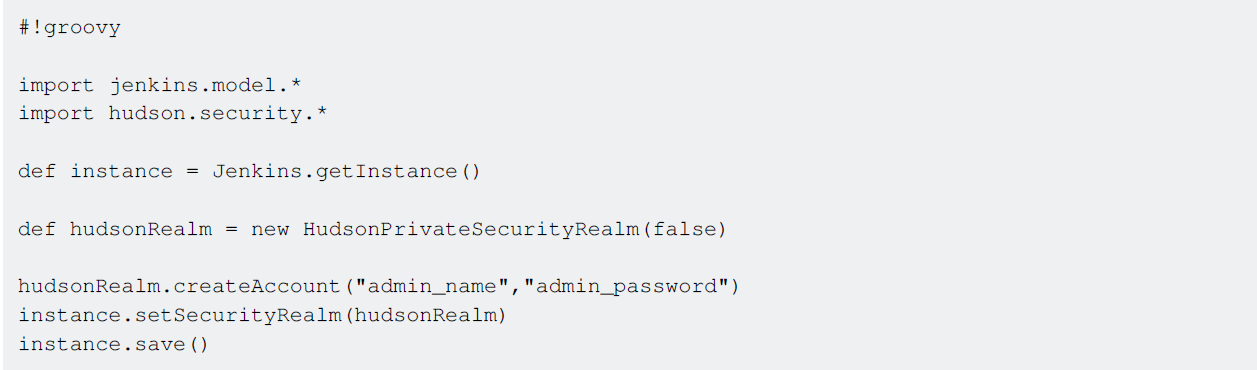 #!groovy
import jenkins.model.*
import hudson.security.*
def instance = Jenkins.getInstance()
def hudsonRealm = new HudsonPrivateSecurityRealm(false)
hudsonRealm.createAccount("admin_name","admin_password")
instance.setSecurityRealm(hudsonRealm)
instance.save()